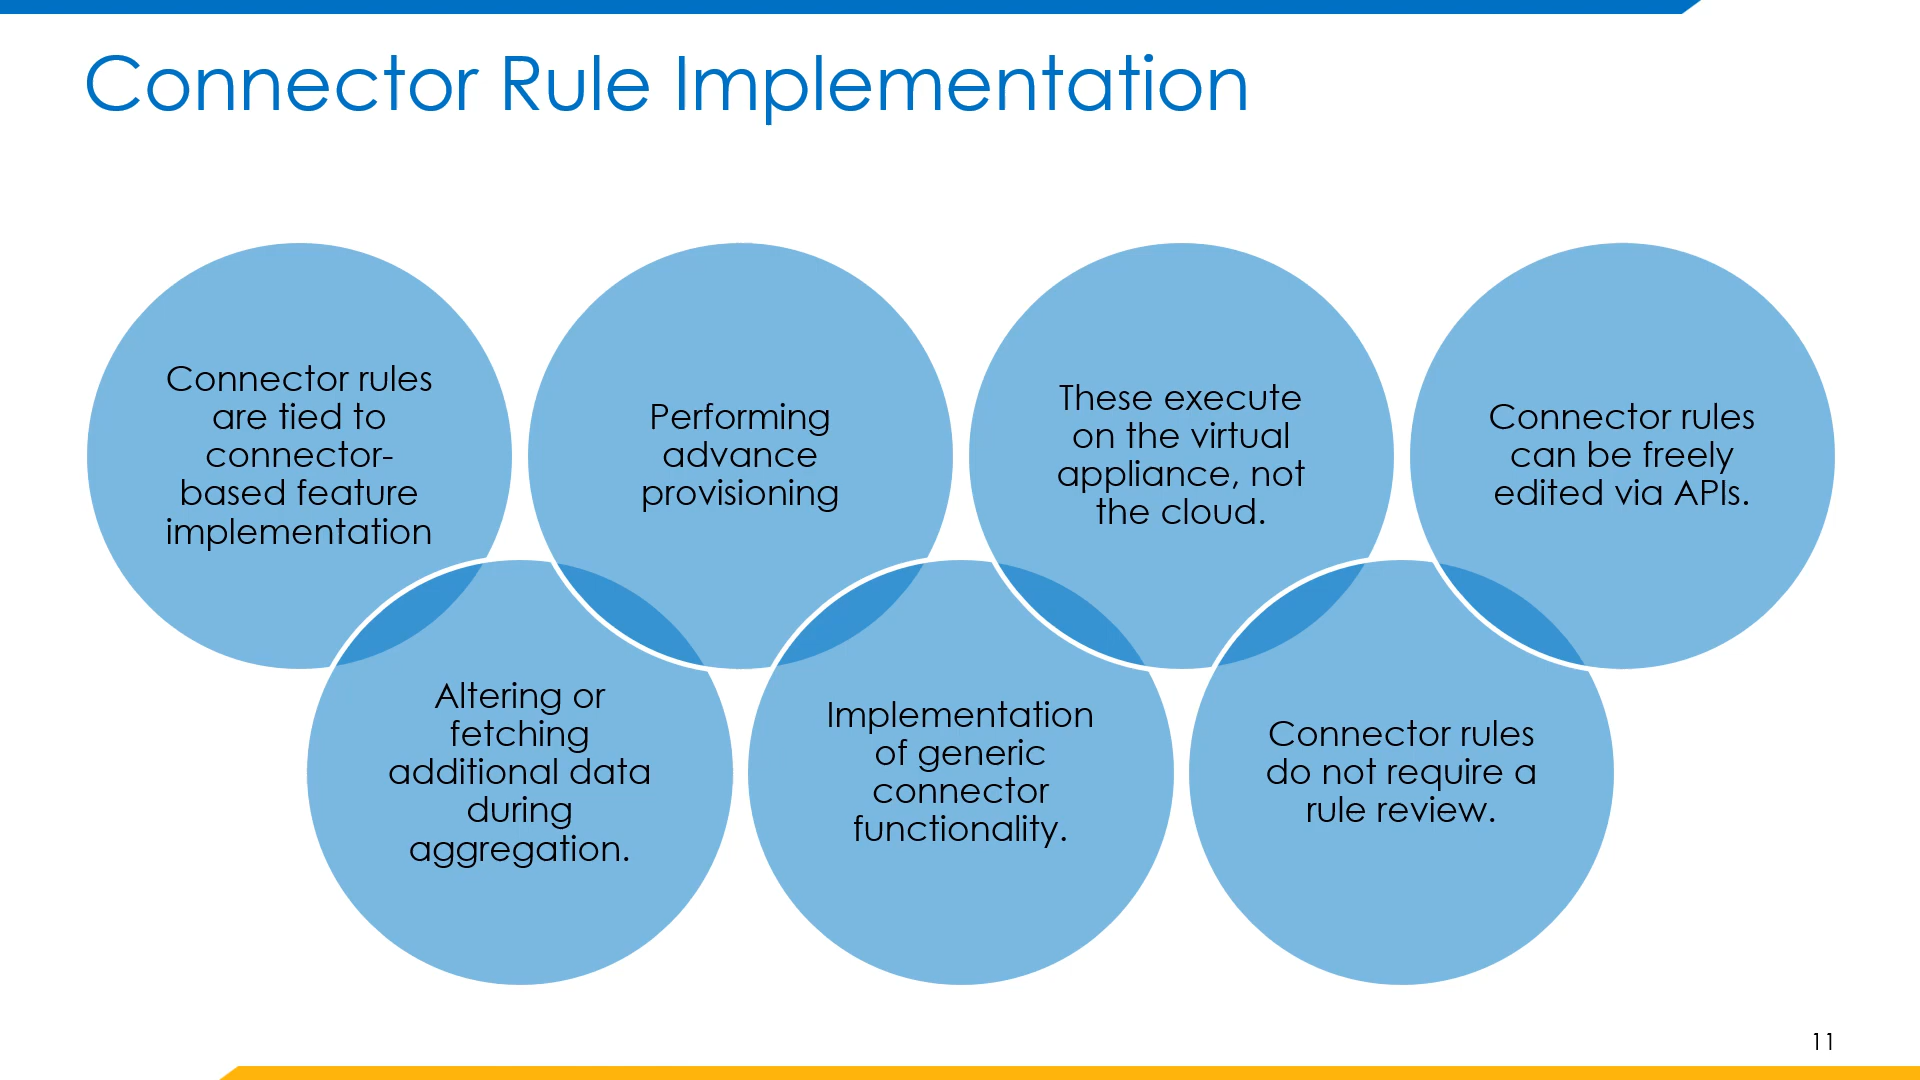 Connector Rule Implementation
Connector rules
are tied to
connector-
based feature
implementation
Altering or
fetching
additional data
during
aggregation.
Performing
advance
provisioning
Implementation
of generic
connector
functionality.
These execute
on the virtual
appliance, not
the cloud.
Connector rules
do not require a
rule review.
Connector rules
can be freely
edited via APIs.
11